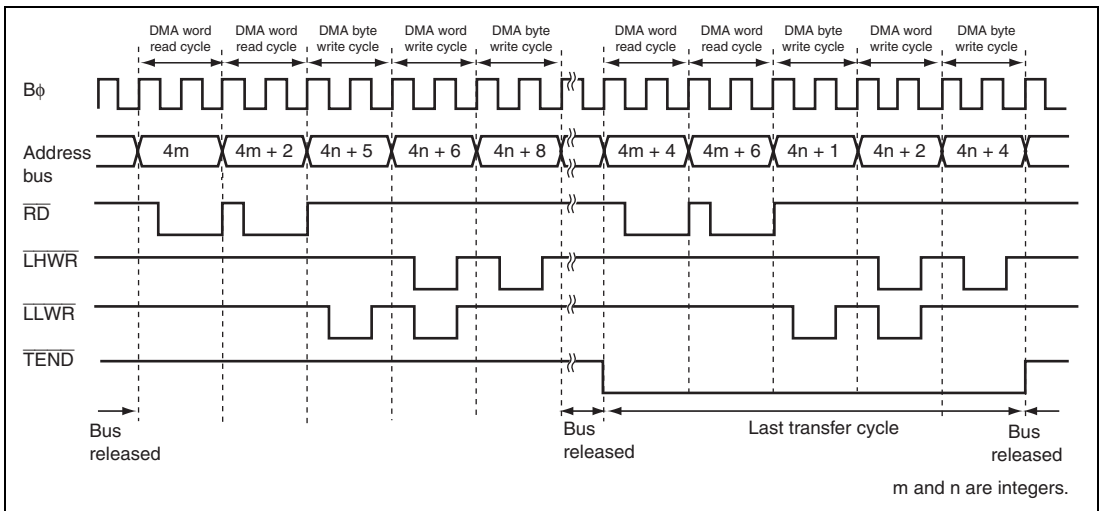 DMA word read cycle
DMA word read cycle
DMA byte write cycle
DMA word write cycle
DMA byte write cycle
DMA word read cycle
DMA word read cycle
DMA byte write cycle
DMA word write cycle
DMA byte write cycle
Bφ
Address bus
4m
4m + 2
4n + 5
4n + 6
4n + 8
4m + 4
4m + 6
4n + 1
4n + 2
4n + 4
RD
LHWR
LLWR
TEND
Bus released
Bus released
Last transfer cycle
Bus released
m and n are integers.